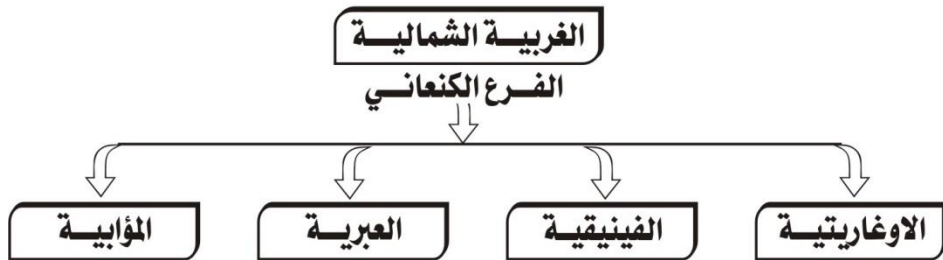 الغربية الشمالية
الفرع الكنعاني
الاوغاريتية
الفينيقية
العبرية
المؤابية